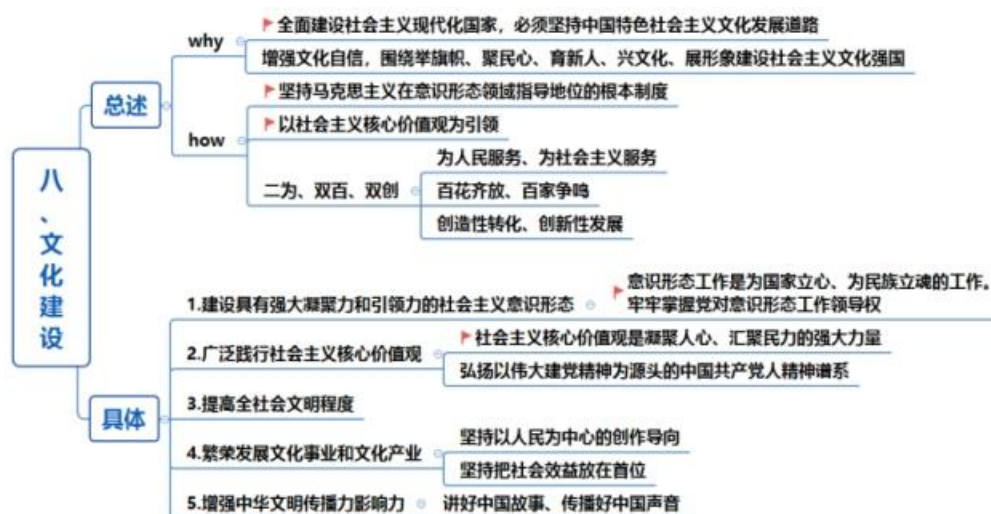 八、文化建设
总述
why
全面建设社会主义现代化国家，必须坚持中国特色社会主义文化发展道路
增强文化自信，围绕举旗帜、聚民心、育新人、兴文化、展形象建设社会主义文化强国
how
坚持马克思主义在意识形态领域指导地位的根本制度
以社会主义核心价值观为引领
二为、双百、双创
为人民服务、为社会主义服务
百花齐放、百家争鸣
创造性转化、创新性发展
具体
1.建设具有强大凝聚力和引领力的社会主义意识形态
意识形态工作是为国家立心、为民族立魂的工作。
牢牢掌握党对意识形态工作领导权
2.广泛践行社会主义核心价值观
社会主义核心价值观是凝聚人心、汇聚民力的强大力量
弘扬以伟大建党精神为源头的中国共产党人精神谱系
3.提高全社会文明程度
4.繁荣发展文化事业和文化产业
坚持以人民为中心的创作导向
坚持把社会效益放在首位
5.增强中华文明传播力影响力
讲好中国故事、传播好中国声音